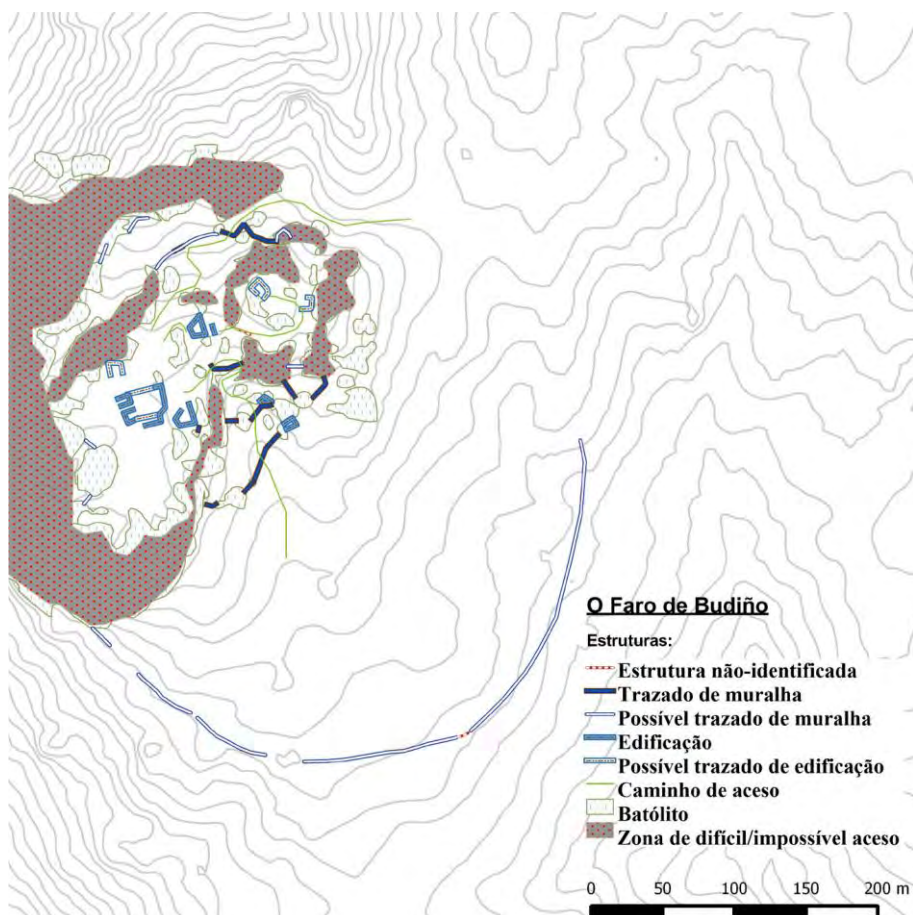 O Faro de Budiño
Estruturas:
Estrutura não-identificada
Trazado de muralha
Possível trazado de muralha
Edificação
Possível trazado de edificação
Caminho de aceso
Batólito
Zona de difícil/impossível aceso
0 50 100 150 200 m